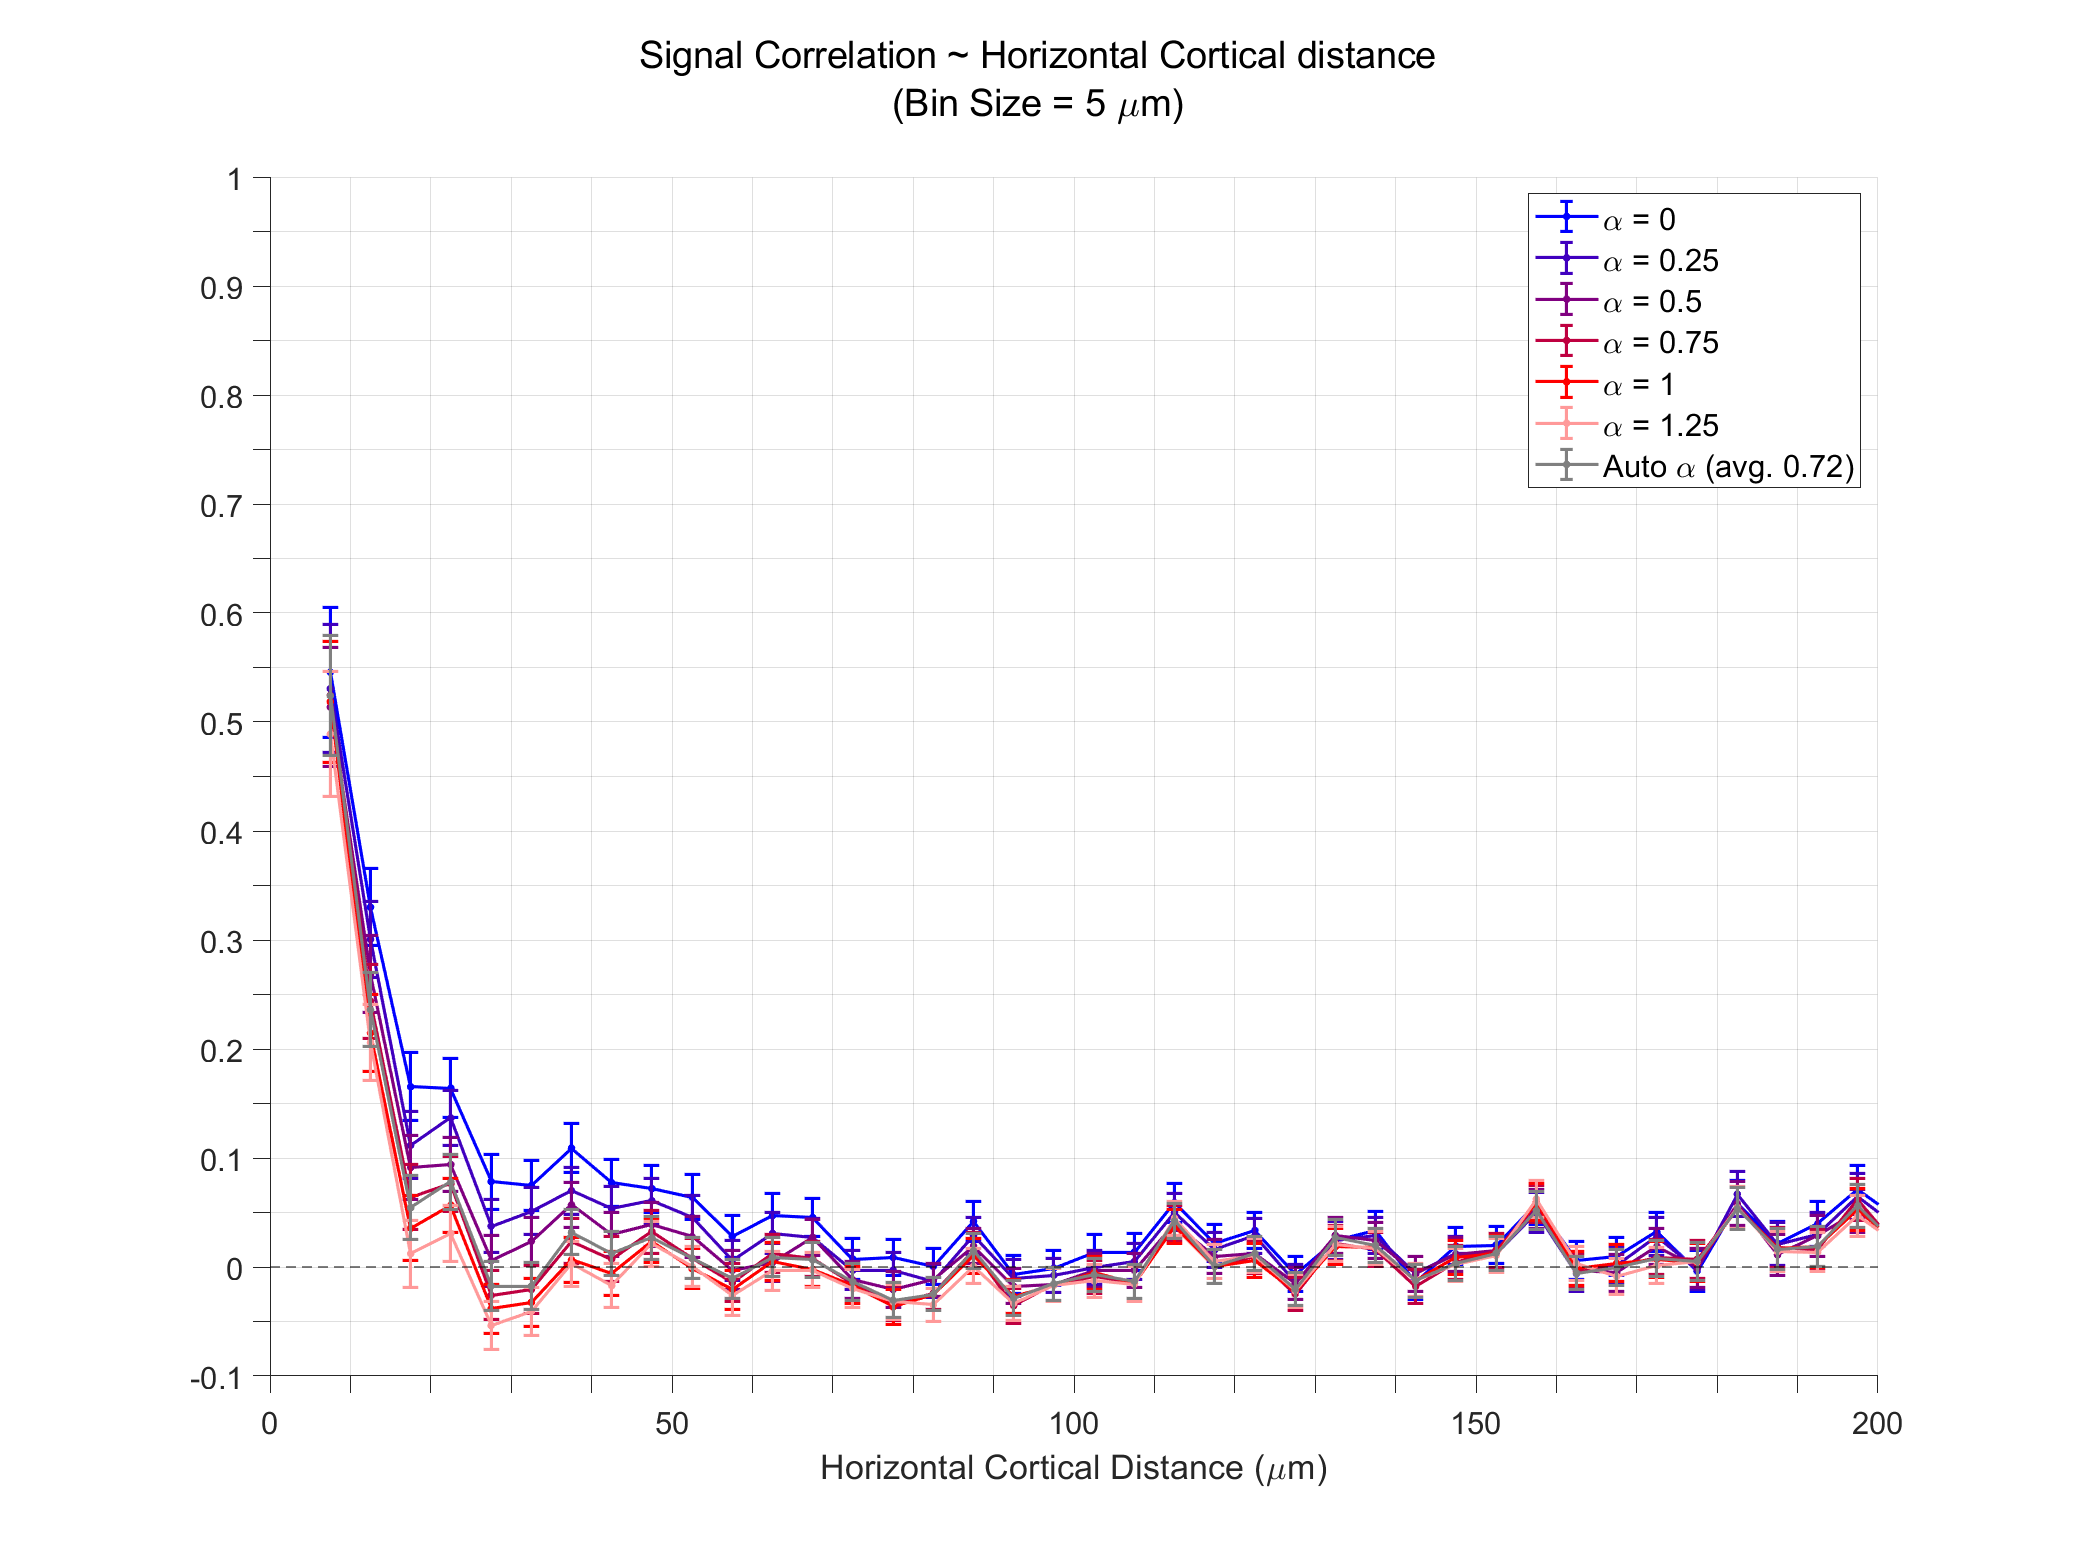 Signal Correlation ~ Horizontal Cortical distance
(Bin Size = 5 μm)
1
0.9
0.8
0.7
0.6
0.5
0.4
0.3
0.2
0.1
0
-0.1
α = 0
α = 0.25
α = 0.5
α = 0.75
α = 1
α = 1.25
Auto α (avg. 0.72)
0 50 100 150 200
Horizontal Cortical Distance (μm)